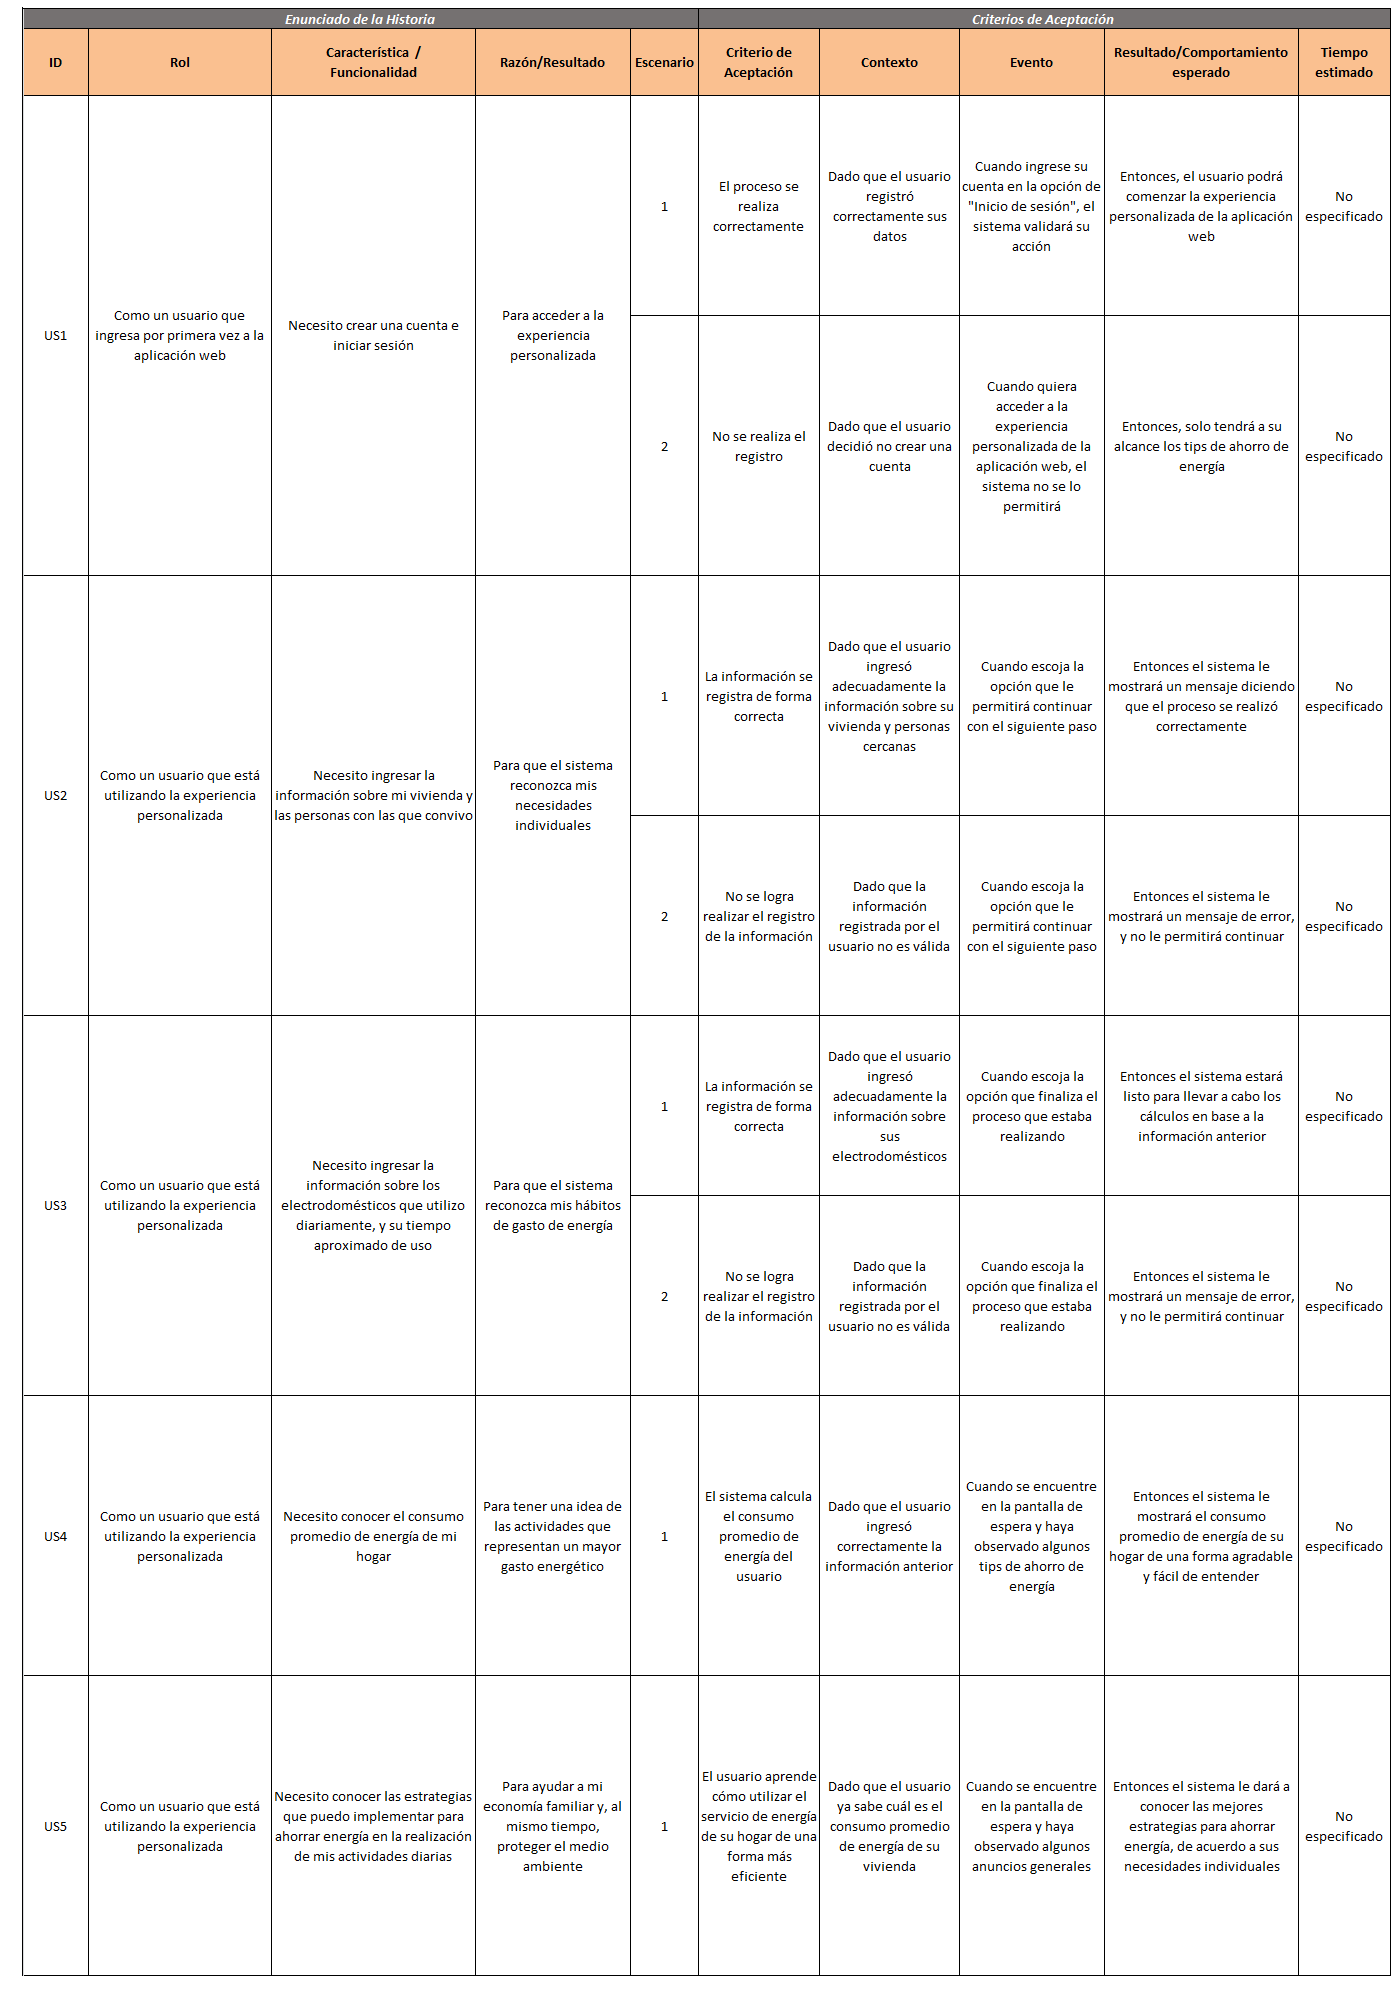 Enunciado de la Historia
Criterios de Aceptación
ID
Rol
Característica /
Funcionalidad
Razón/Resultado
Escenario
Criterio de
Aceptación
Contexto
Evento
Resultado/Comportamiento
esperado
Tiempo
estimado
US1
Como un usuario que
ingresa por primera vez a la
aplicación web
Necesito crear una cuenta e
iniciar sesión
Para acceder a la
experiencia
personalizada
1
El proceso se
realiza
correctamente
Dado que el usuario
registró
correctamente sus
datos
Cuando ingrese su
cuenta en la opción de
"Inicio de sesión", el
sistema validará su
acción
Entonces, el usuario podrá
comenzar la experiencia
personalizada de la aplicación
web
No
especificado
2
No se realiza el
registro
Dado que el usuario
decidió no crear una
cuenta
Cuando quiera
acceder a la
experiencia
personalizada de la
aplicación web, el
sistema no se lo
permitirá
Entonces, solo tendrá a su
alcance los tips de ahorro de
energía
No
especificado
US2
Como un usuario que está
utilizando la experiencia
personalizada
Necesito ingresar la
información sobre mi vivienda y
las personas con las que convivo
Para que el sistema
reconozca mis
necesidades
individuales
1
La información se
registra de forma
correcta
Dado que el usuario
ingresó
adecuadamente la
información sobre su
vivienda y personas
cercanas
Cuando escoja la
opción que le
permitirá continuar
con el siguiente paso
Entonces el sistema le
mostrará un mensaje diciendo
que el proceso se realizó
correctamente
No
especificado
2
No se logra
realizar el registro
de la información
Dado que la
información
registrada por el
usuario no es válida
Cuando escoja la
opción que le
permitirá continuar
con el siguiente paso
Entonces el sistema le
mostrará un mensaje de error,
y no le permitirá continuar
No
especificado
US3
Como un usuario que está
utilizando la experiencia
personalizada
Necesito ingresar la
información sobre los
electrodomésticos que utilizo
diariamente, y su tiempo
aproximado de uso
Para que el sistema
reconozca mis hábitos
de gasto de energía
1
La información se
registra de forma
correcta
Dado que el usuario
ingresó
adecuadamente la
información sobre
sus
electrodomésticos
Cuando escoja la
opción que finaliza el
proceso que estaba
realizando
Entonces el sistema estará
listo para llevar a cabo los
cálculos en base a la
información anterior
No
especificado
2
No se logra
realizar el registro
de la información
Dado que la
información
registrada por el
usuario no es válida
Cuando escoja la
opción que finaliza el
proceso que estaba
realizando
Entonces el sistema le
mostrará un mensaje de error,
y no le permitirá continuar
No
especificado
US4
Como un usuario que está
utilizando la experiencia
personalizada
Necesito conocer el consumo
promedio de energía de mi
hogar
Para tener una idea de
las actividades que
representan un mayor
gasto energético
1
El sistema calcula
el consumo
promedio de
energía del
usuario
Dado que el usuario
ingresó
correctamente la
información anterior
Cuando se encuentre
en la pantalla de
espera y haya
observado algunos
tips de ahorro de
energía
Entonces el sistema le
mostrará el consumo
promedio de energía de su
hogar de una forma agradable
y fácil de entender
No
especificado
US5
Como un usuario que está
utilizando la experiencia
personalizada
Necesito conocer las estrategias
que puedo implementar para
ahorrar energía en la realización
de mis actividades diarias
Para ayudar a mi
economía familiar y, al
mismo tiempo,
proteger el medio
ambiente
1
El usuario aprende
cómo utilizar el
servicio de energía
de su hogar de una
forma más
eficiente
Dado que el usuario
ya sabe cuál es el
consumo promedio
de energía de su
vivienda
Cuando se encuentre
en la pantalla de
espera y haya
observado algunos
anuncios generales
Entonces el sistema le dará a
conocer las mejores
estrategias para ahorrar
energía, de acuerdo a sus
necesidades individuales
No
especificado